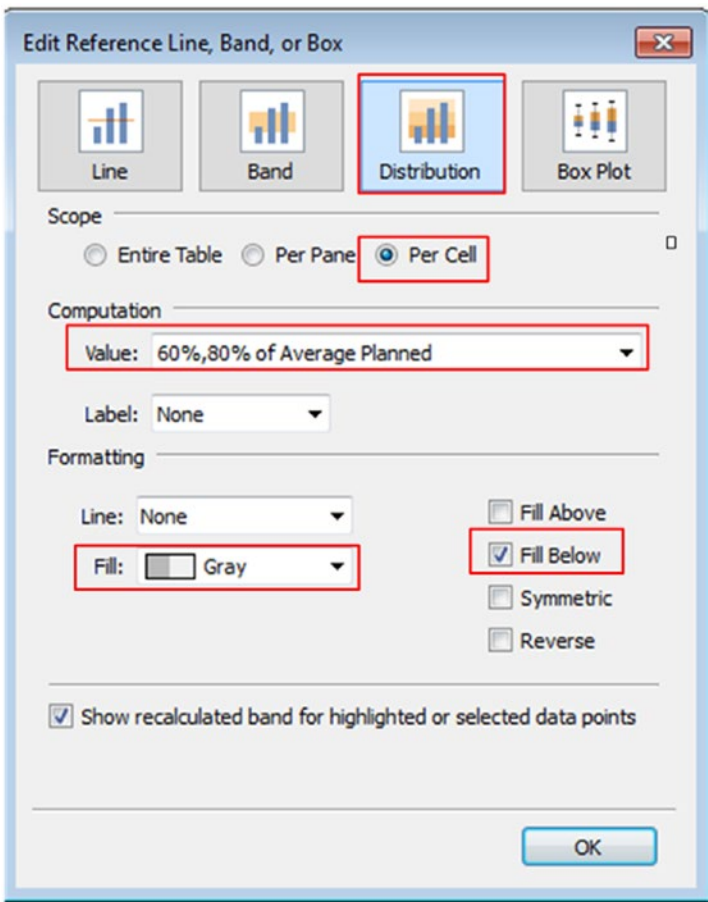 Edit Reference Line, Band, or Box
Line Band Distribution Box Plot
Scope
Entire Table Per Pane Per Cell
Computation
Value: 60%,80% of Average Planned
Label: None
Formatting
Line: None
Fill Above
Fill: Gray
Fill Below
Symmetric
Reverse
Show recalculated band for highlighted or selected data points
OK